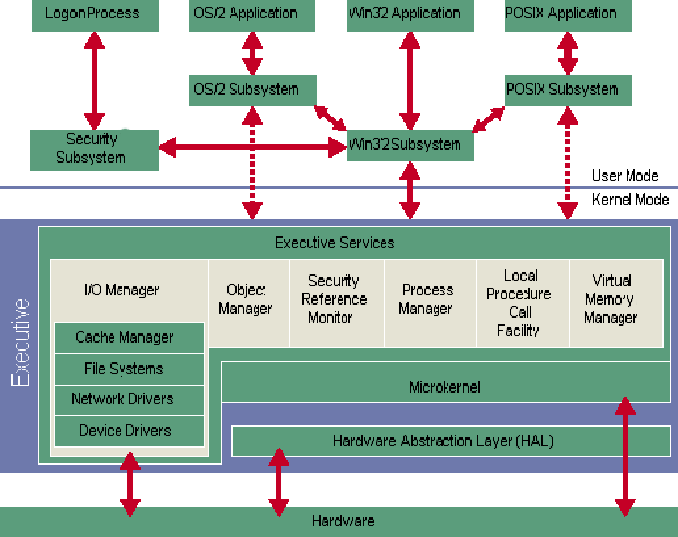 Logon Process
OS/2 Application
Win32 Application
POSIX Application
OS/2 Subsystem
POSIX Subsystem
Security
Subsystem
Win32 Subsystem
User Mode
Kernel Mode
Executive
Executive Services
I/O Manager
Cache Manager
File Systems
Network Drivers
Device Drivers
Object
Manager
Security
Reference
Monitor
Process
Manager
Local
Procedure
Call
Facility
Virtual
Memory
Manager
Microkernel
Hardware Abstraction Layer (HAL)
Hardware